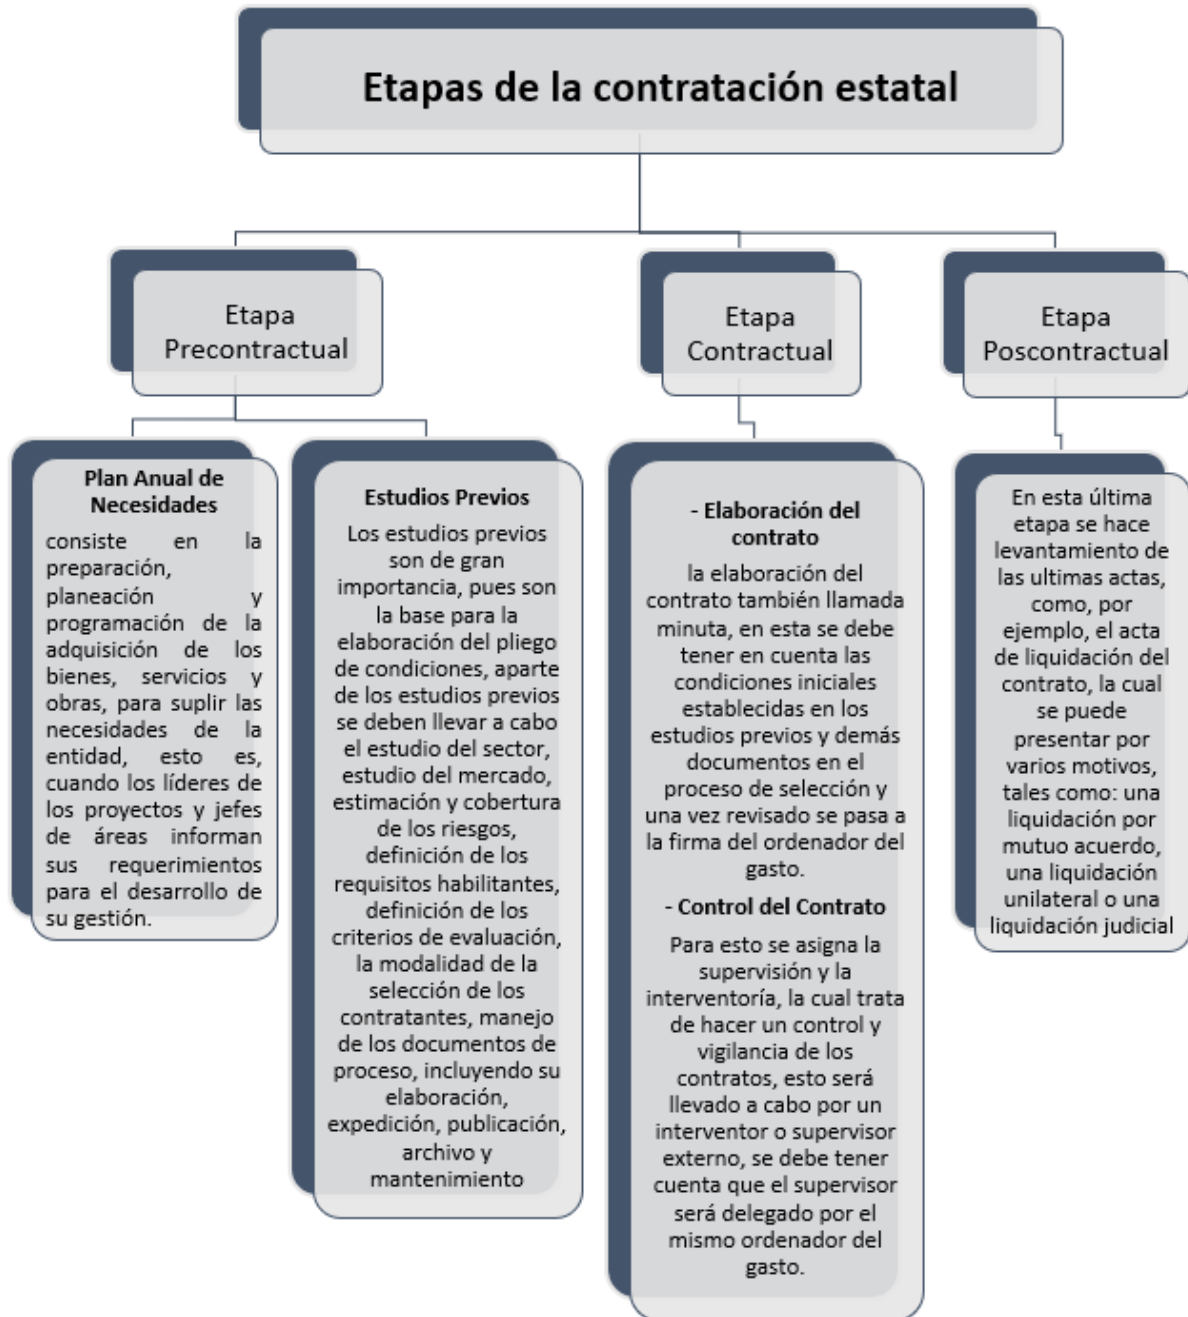 Etapas de la contratación estatal
Etapa
Precontractual
Etapa
Contractual
Etapa
Poscontractual
Plan Anual de
Necesidades
consiste en la
preparación,
planeación y
programación de la
adquisición de los
bienes, servicios y
obras, para suplir las
necesidades de la
entidad, esto es,
cuando los líderes de
los proyectos y jefes
de áreas informan
sus requerimientos
para el desarrollo de
su gestión.
Estudios Previos
Los estudios previos
son de gran
importancia, pues son
la base para la
elaboración del pliego
de condiciones, aparte
de los estudios previos
se deben llevar a cabo
el estudio del sector,
estudio del mercado,
estimación y cobertura
de los riesgos,
definición de los
requisitos habilitantes,
definición de los
criterios de evaluación,
la modalidad de la
selección de los
contratantes, manejo
de los documentos de
proceso, incluyendo su
elaboración,
expedición, publicación,
archivo y
mantenimiento
- Elaboración del
contrato
la elaboración del
contrato también llamada
minuta, en esta se debe
tener en cuenta las
condiciones iniciales
establecidas en los
estudios previos y demás
documentos en el
proceso de selección y
una vez revisado se pasa a
la firma del ordenador del
gasto.
- Control del Contrato
Para esto se asigna la
supervisión y la
interventoría, la cual trata
de hacer un control y
vigilancia de los
contratos, esto será
llevado a cabo por un
interventor o supervisor
externo, se debe tener
cuenta que el supervisor
será delegado por el
mismo ordenador del
gasto.
En esta última
etapa se hace
levantamiento de
las ultimas actas,
como, por
ejemplo, el acta
de liquidación del
contrato, la cual
se puede
presentar por
varios motivos,
tales como: una
liquidación por
mutuo acuerdo,
una liquidación
unilateral o una
liquidación judicial